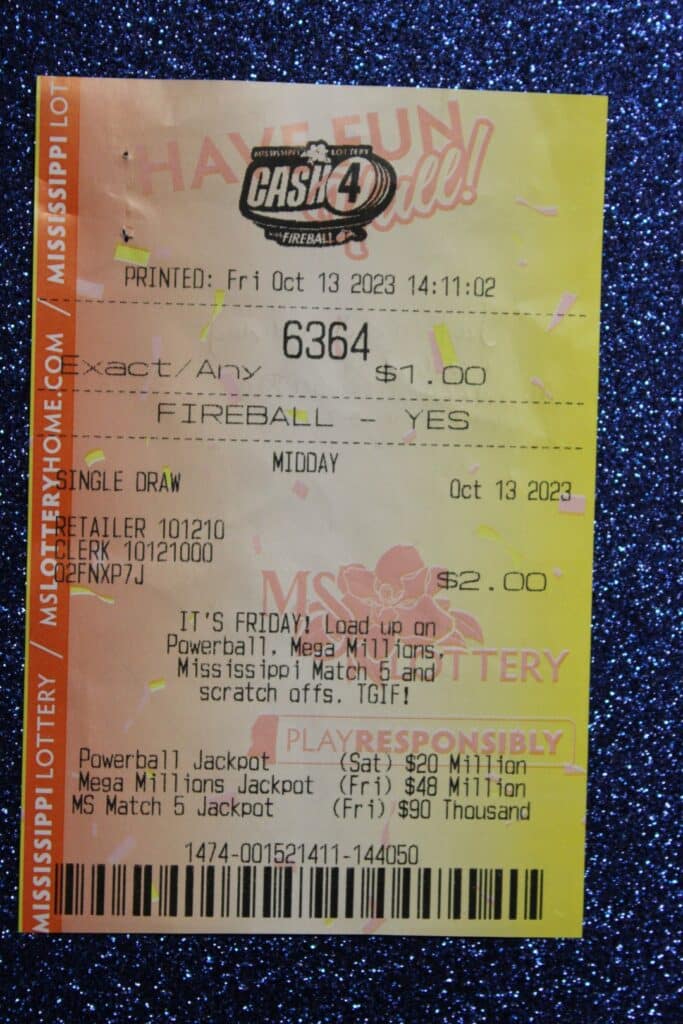 HAVE FUN
y'all!
MISSISSIPPI LOTTERY
CASH 4
WITH FIREBALL
PRINTED: Fri Oct 13 2023 14:11:02
6364
Exact/Any $1.00
FIREBALL - YES
MIDDAY
SINGLE DRAW Oct 13 2023
RETAILER 101210
CLERK 10121000
02FNXP7J $2.00
IT'S FRIDAY! Load up on
Powerball, Mega Millions,
Mississippi Match 5 and
scratch offs. TGIF!
MS LOTTERY
PLAYRESPONSIBLY
Powerball Jackpot (Sat) $20 Million
Mega Millions Jackpot (Fri) $48 Million
MS Match 5 Jackpot (Fri) $90 Thousand
1474-001521411-144050
MISSISSIPPI LOTTERY / MSLOTTERYHOME.COM / MISSISSIPPI LOT